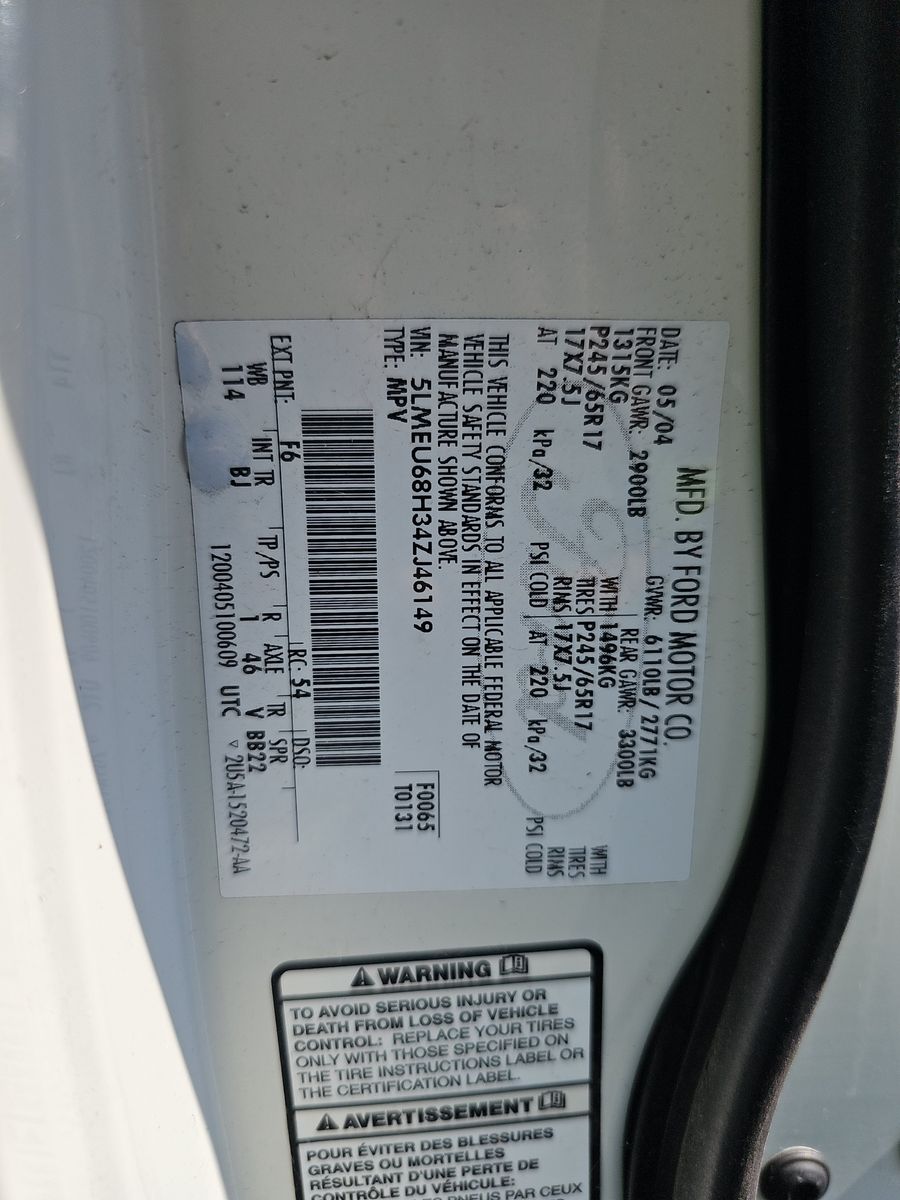 MFD. BY FORD MOTOR CO.
DATE: 05/04 GVWR: 6110LB / 2771KG
FRONT GAWR: 2900LB REAR GAWR: 3300LB
1315KG WITH 1496KG WITH
P245/65R17 TIRES P245/65R17 TIRES
17X7.5J RIMS 17X7.5J RIMS
AT 220 kPa/32 PSI COLD AT 220 kPa/32 PSI COLD
THIS VEHICLE CONFORMS TO ALL APPLICABLE FEDERAL MOTOR
VEHICLE SAFETY STANDARDS IN EFFECT ON THE DATE OF
MANUFACTURE SHOWN ABOVE.
VIN: 5LMEU68H34ZJ46149 F0065
TYPE: MPV T0131
EXT PNT: F6 RC: 54 DSO:
WB INT TR TP/PS R AXLE TR SPR
114 BJ 1 46 V BB22
1200405100609 UTC ▽ 2U5A-1520472-AA
⚠ WARNING
TO AVOID SERIOUS INJURY OR
DEATH FROM LOSS OF VEHICLE
CONTROL: REPLACE YOUR TIRES
ONLY WITH THOSE SPECIFIED ON
THE TIRE INSTRUCTIONS LABEL OR
THE CERTIFICATION LABEL.
⚠ AVERTISSEMENT
POUR ÉVITER DES BLESSURES
GRAVES OU MORTELLES
RÉSULTANT D'UNE PERTE DE
CONTRÔLE DU VÉHICULE:
PNEUS PAR CEUX